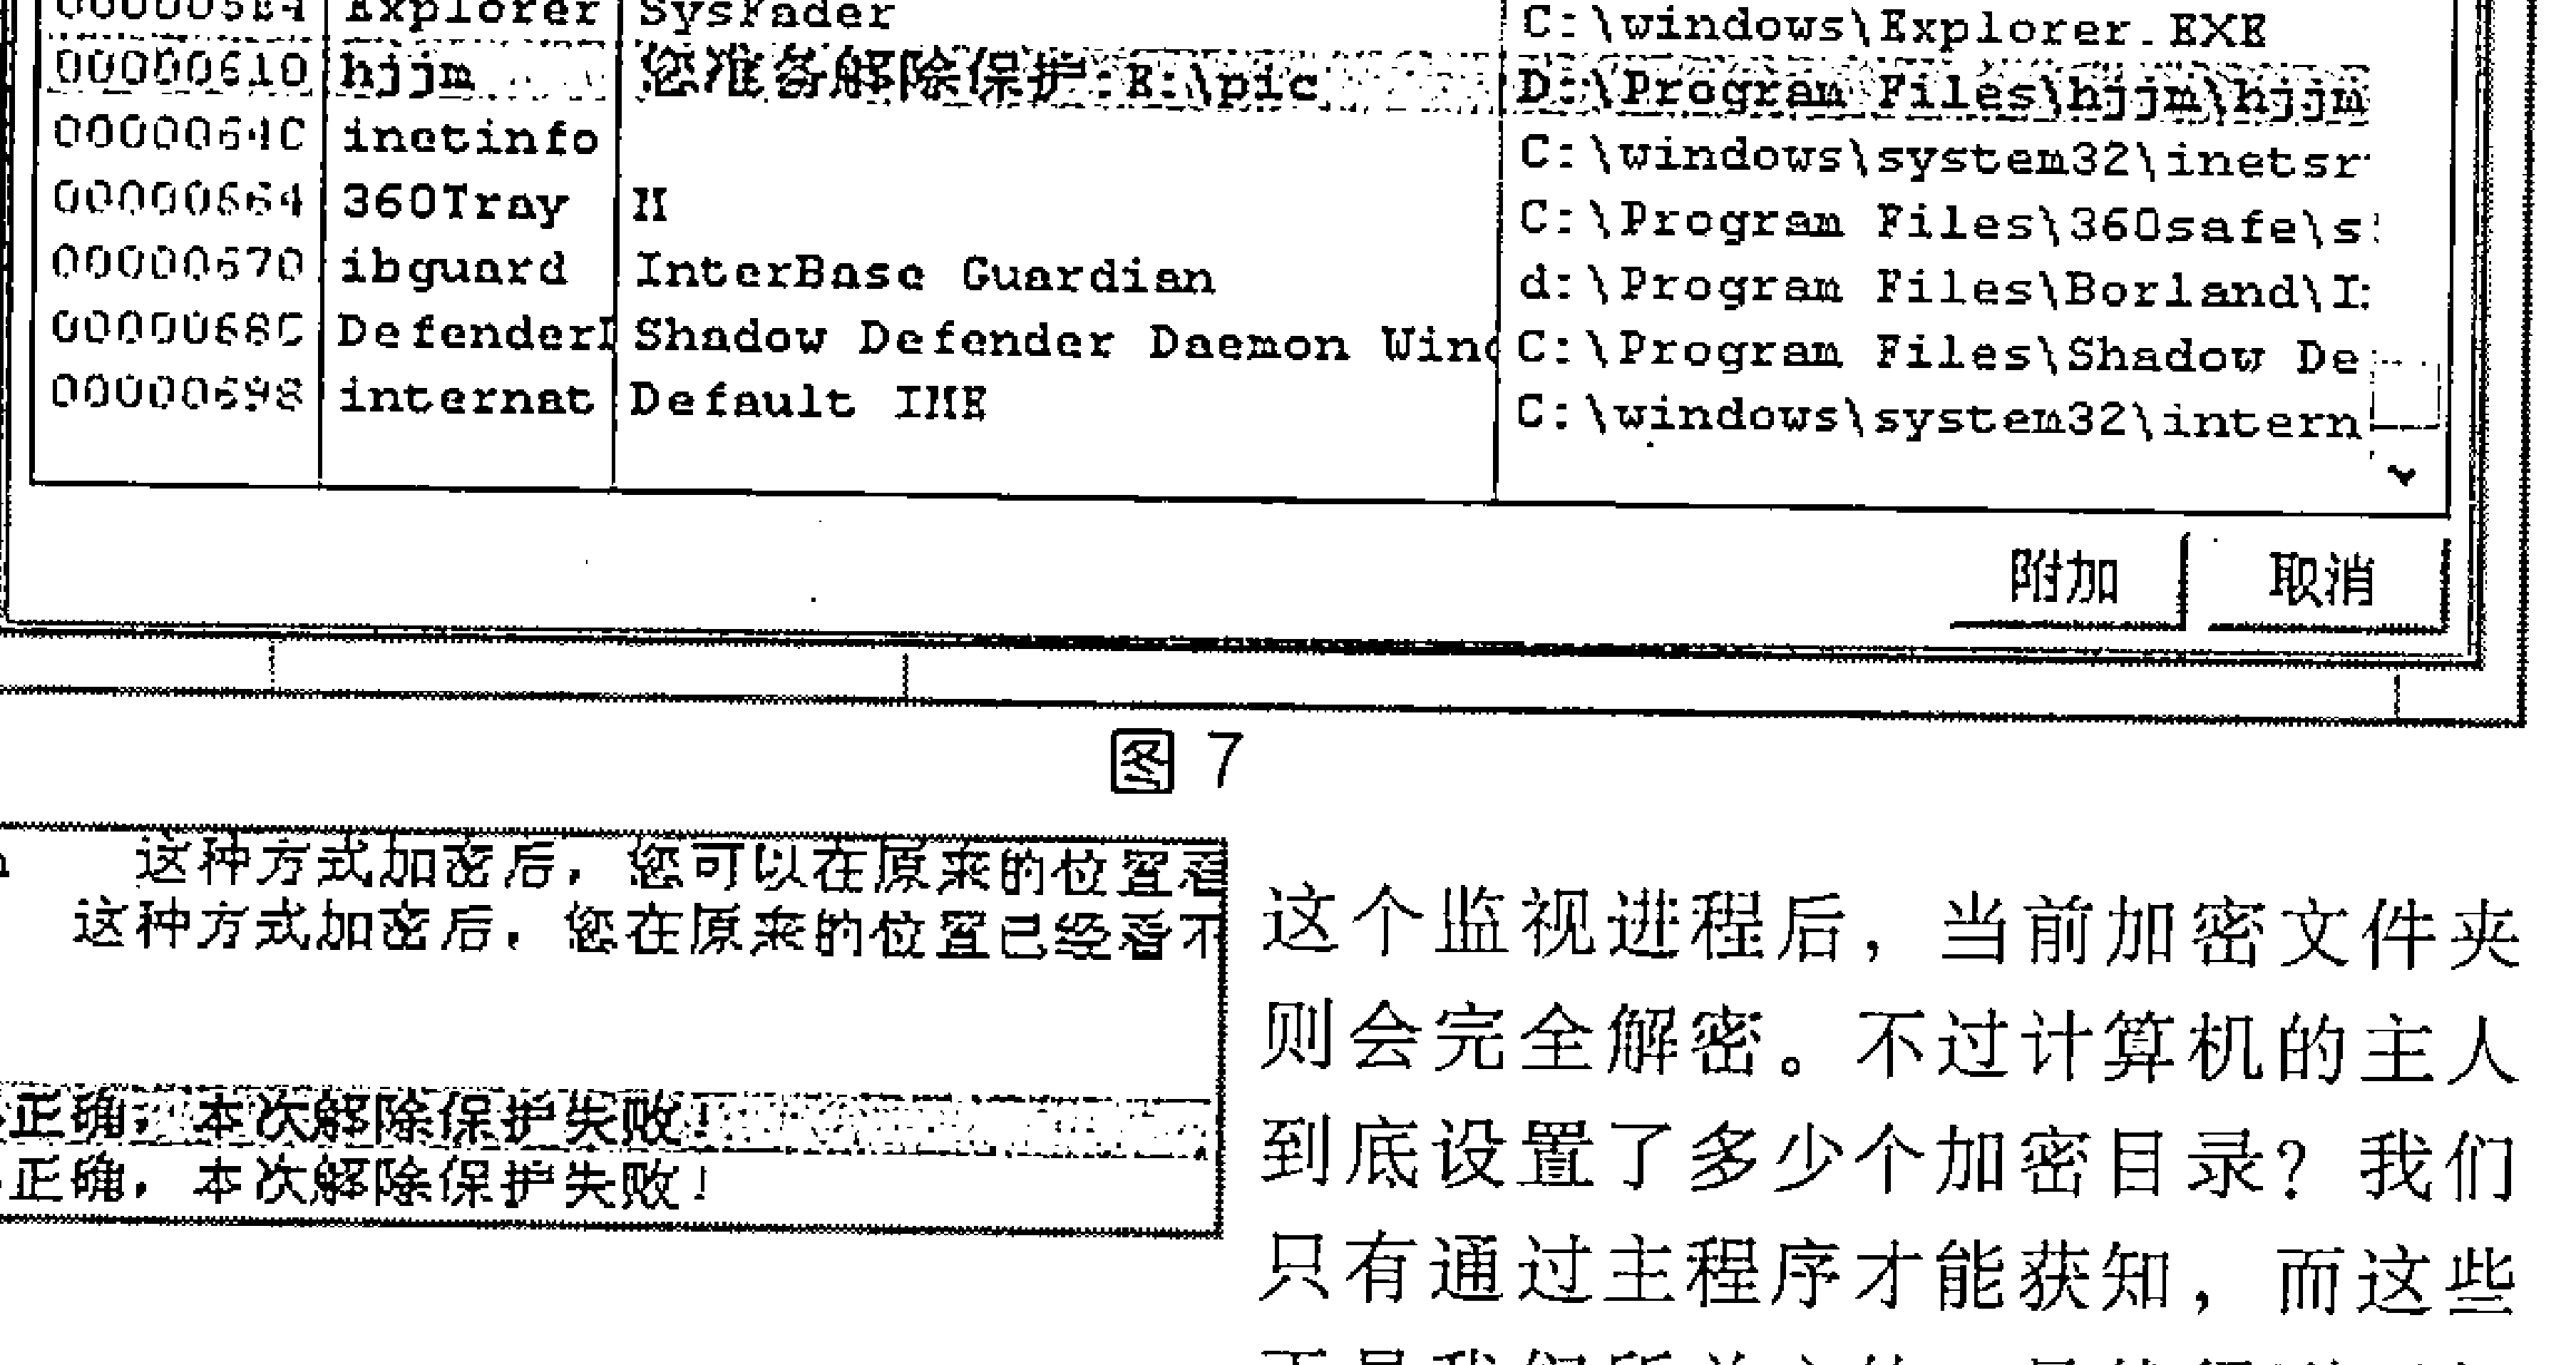 Explorer SysFader C:\windows\Explorer.EXE
00000610 hjjm 您准备解除保护:E:\pic D:\Program Files\hjjm\hjjm
0000064C inetinfo C:\windows\system32\inetsr
00000664 360Tray M C:\Program Files\360safe\s
00000670 ibguard InterBase Guardian d:\Program Files\Borland\I
0000068C Defender Shadow Defender Daemon Win C:\Program Files\Shadow De
00000698 internat Default IME C:\windows\system32\intern
附加 取消
图 7
这种方式加密后，您可以在原来的位置看
这种方式加密后，您在原来的位置已经看不
正确，本次解除保护失败！
正确，本次解除保护失败！
这个监视进程后，当前加密文件夹
则会完全解密。不过计算机的主人
到底设置了多少个加密目录？我们
只有通过主程序才能获知，而这些